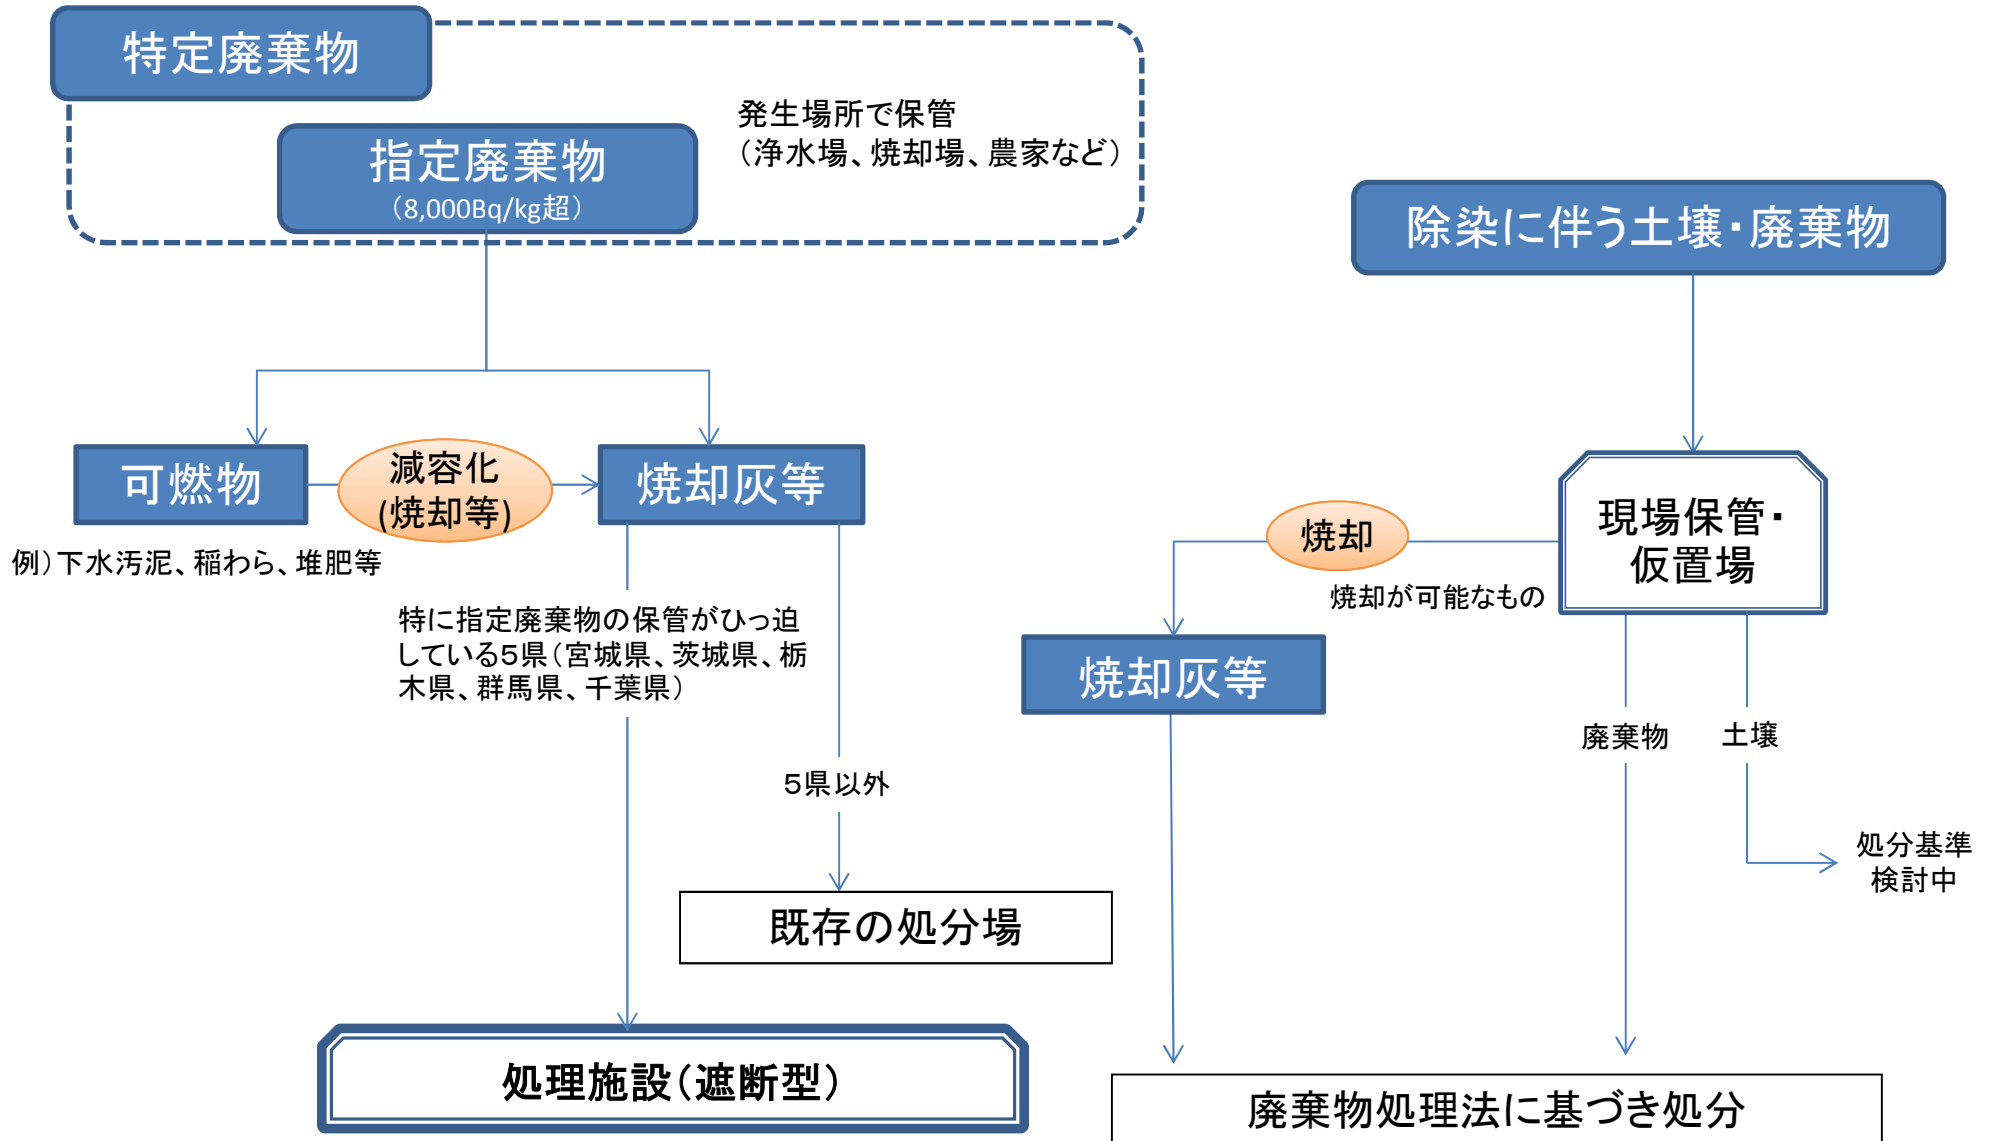 特定廃棄物
発生場所で保管
（浄水場、焼却場、農家など）
指定廃棄物
（8,000Bq/kg超）
除染に伴う土壌・廃棄物
可燃物
減容化
(焼却等)
焼却灰等
例）下水汚泥、稲わら、堆肥等
現場保管・
仮置場
焼却
焼却が可能なもの
特に指定廃棄物の保管がひっ迫
している5県（宮城県、茨城県、栃
木県、群馬県、千葉県）
焼却灰等
廃棄物
土壌
5県以外
処分基準
検討中
既存の処分場
処理施設（遮断型）
廃棄物処理法に基づき処分